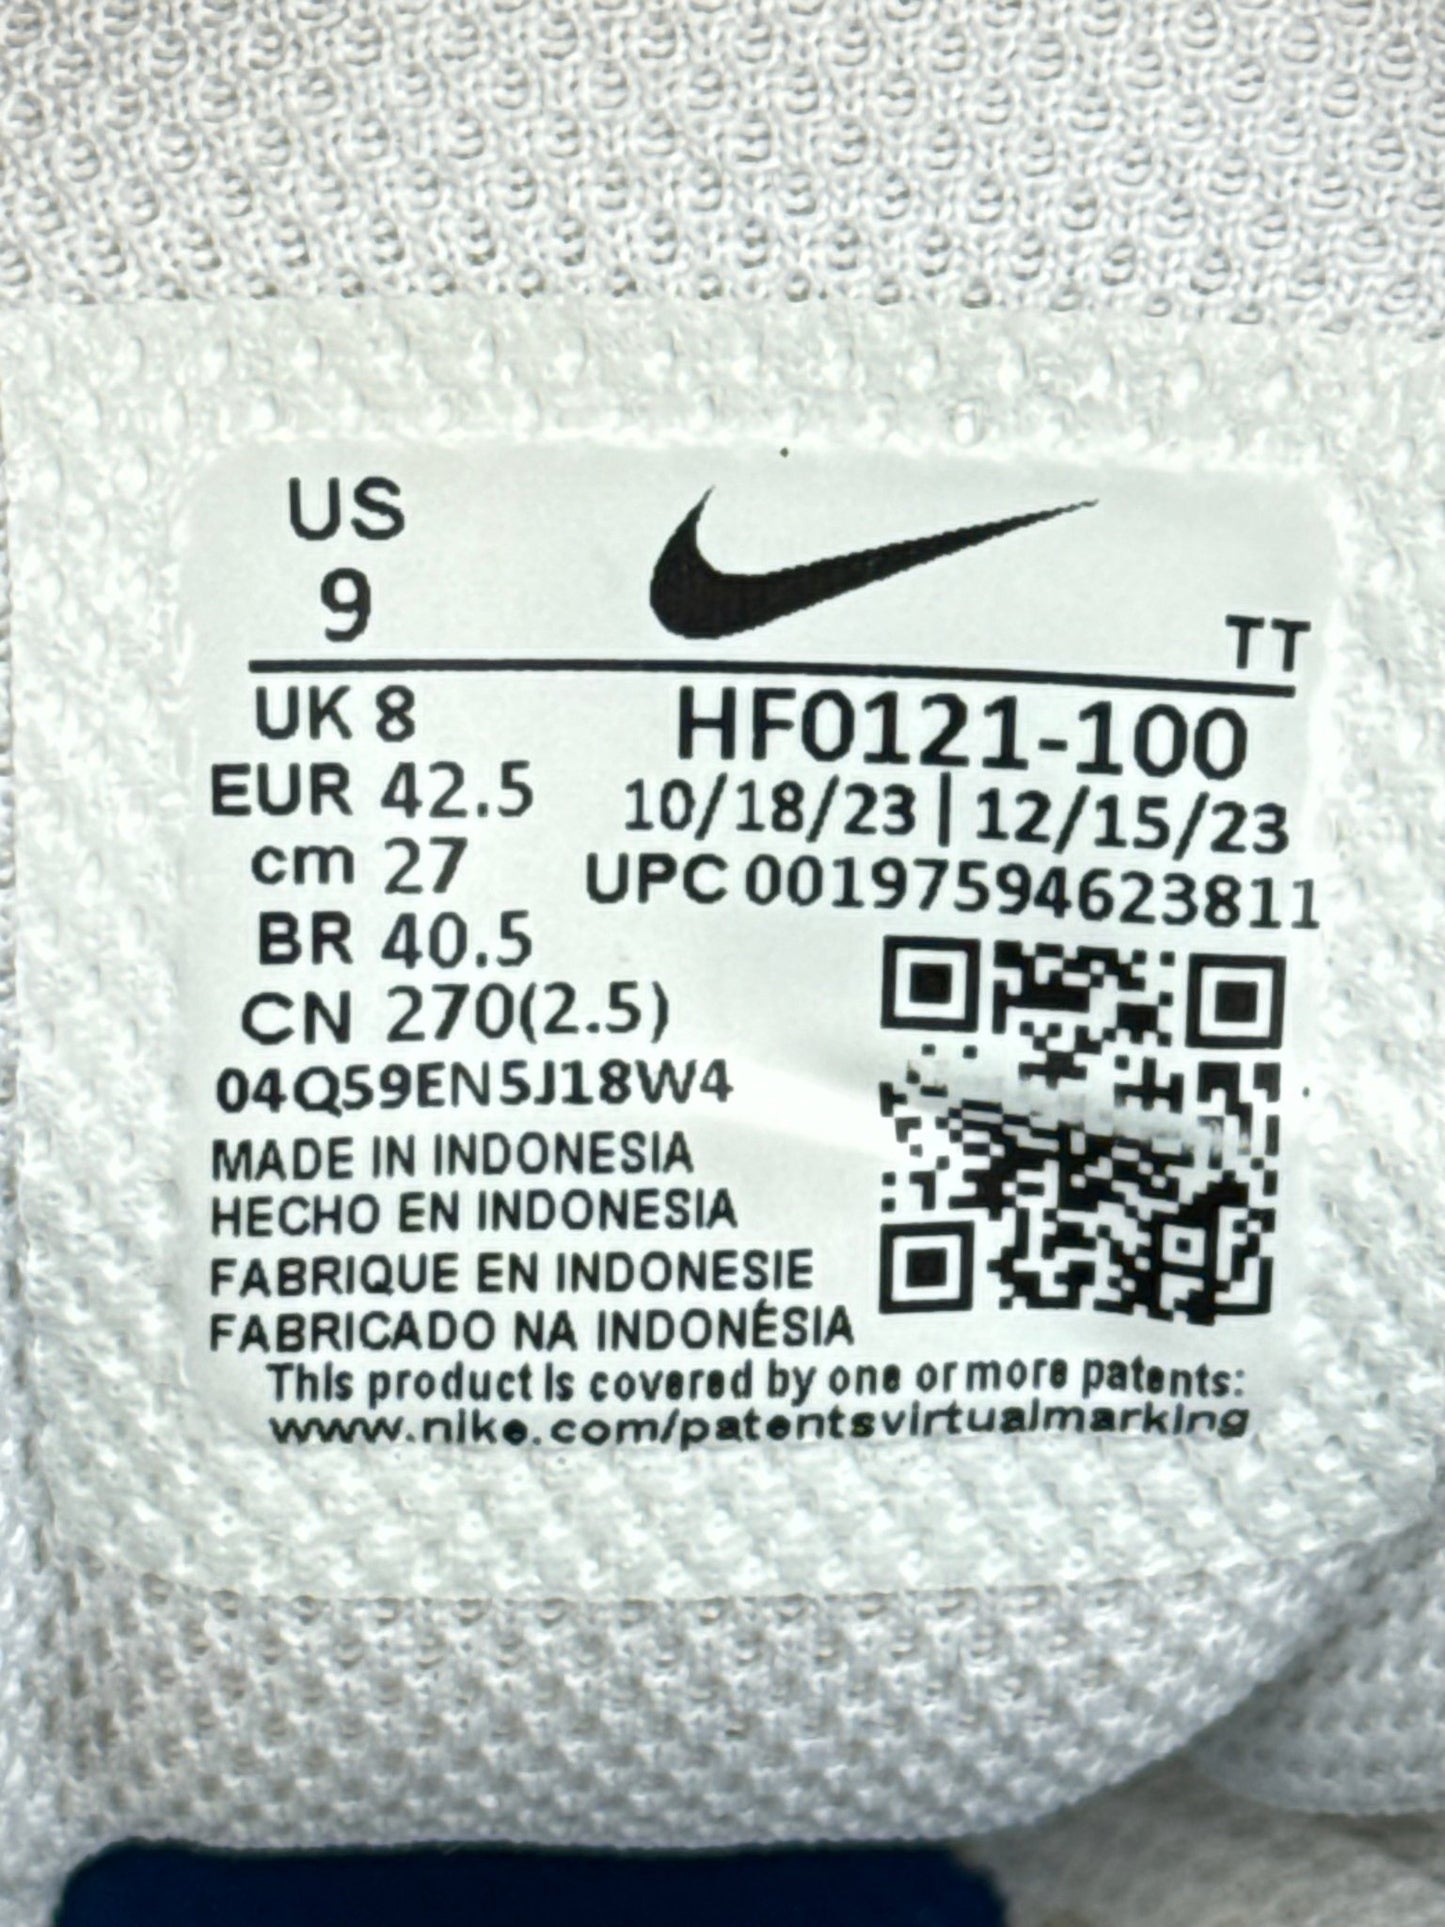 US
9
TT
UK 8
HF0121-100
EUR 42.5
10/18/23 | 12/15/23
cm 27
UPC 00197594623811
BR 40.5
CN 270(2.5)
04Q59EN5J18W4
MADE IN INDONESIA
HECHO EN INDONESIA
FABRIQUE EN INDONESIE
FABRICADO NA INDONÉSIA
This product is covered by one or more patents:
www.nike.com/patentsvirtualmarking